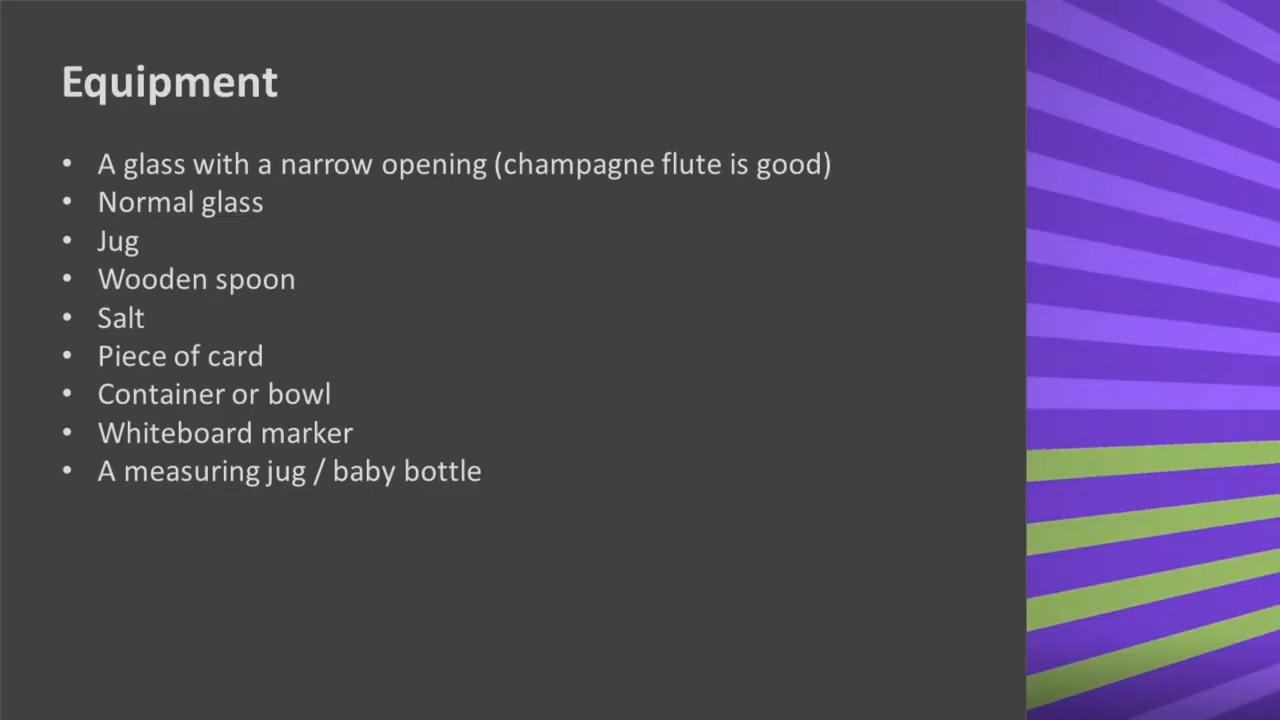 Equipment
• A glass with a narrow opening (champagne flute is good)
• Normal glass
• Jug
• Wooden spoon
• Salt
• Piece of card
• Container or bowl
• Whiteboard marker
• A measuring jug / baby bottle